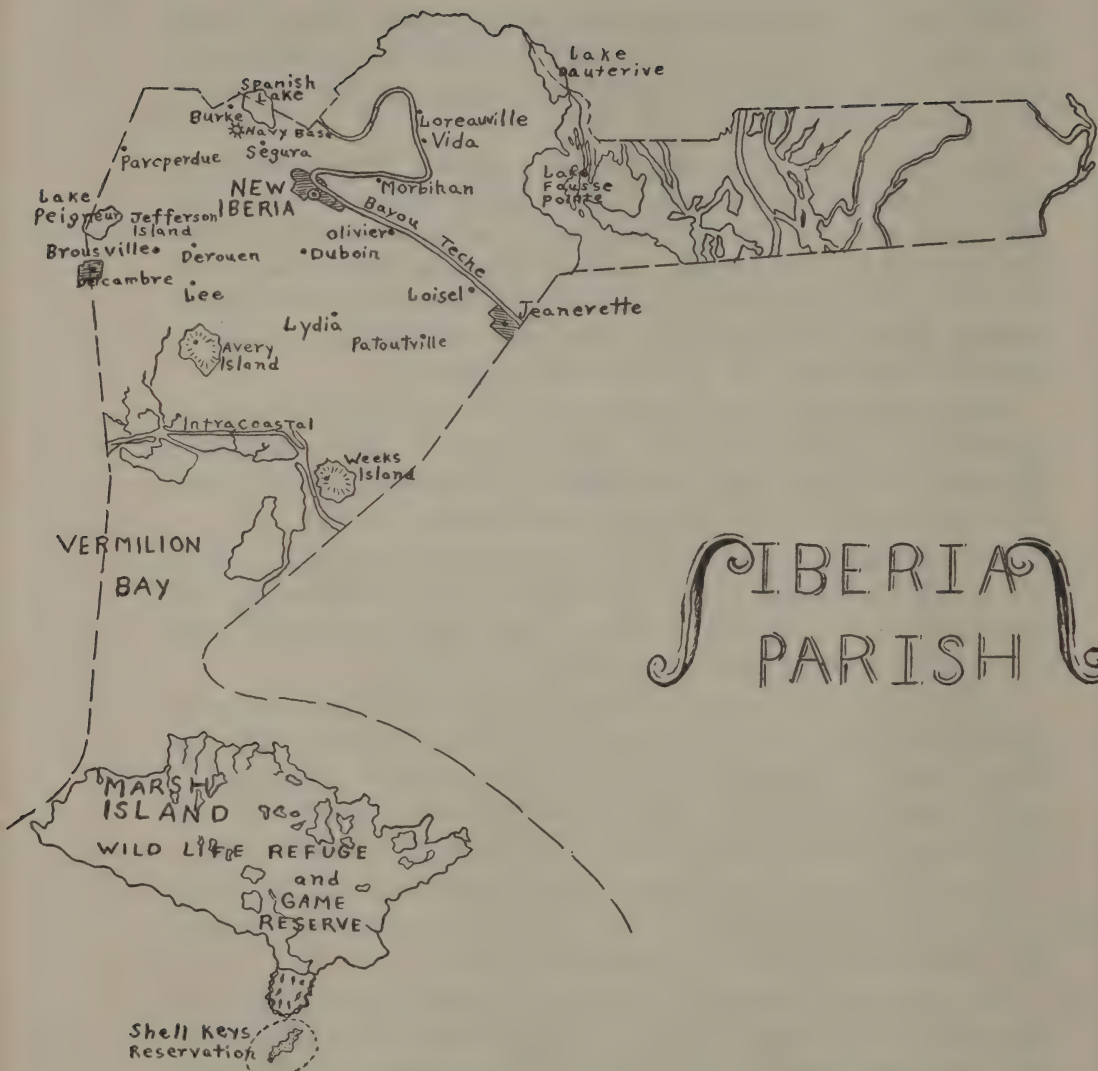 Lake
Dauterive
Spanish
Lake
Burke
Navy Base
Segura
Loreauville
Vida
Parcperdue
Lake
Peigneur
Jefferson
Island
NEW
IBERIA
Morbihan
Lake
Fausse
Pointe
Bayou Teche
Olivier
Brousville
Derouen
Duboin
Delcambre
Lee
Loisel
Jeanerette
Lydia
Patoutville
Avery
Island
Intracoastal
Weeks
Island
VERMILION
BAY
IBERIA
PARISH
MARSH
ISLAND
WILD LIFE REFUGE
and
GAME
RESERVE
Shell Keys
Reservation